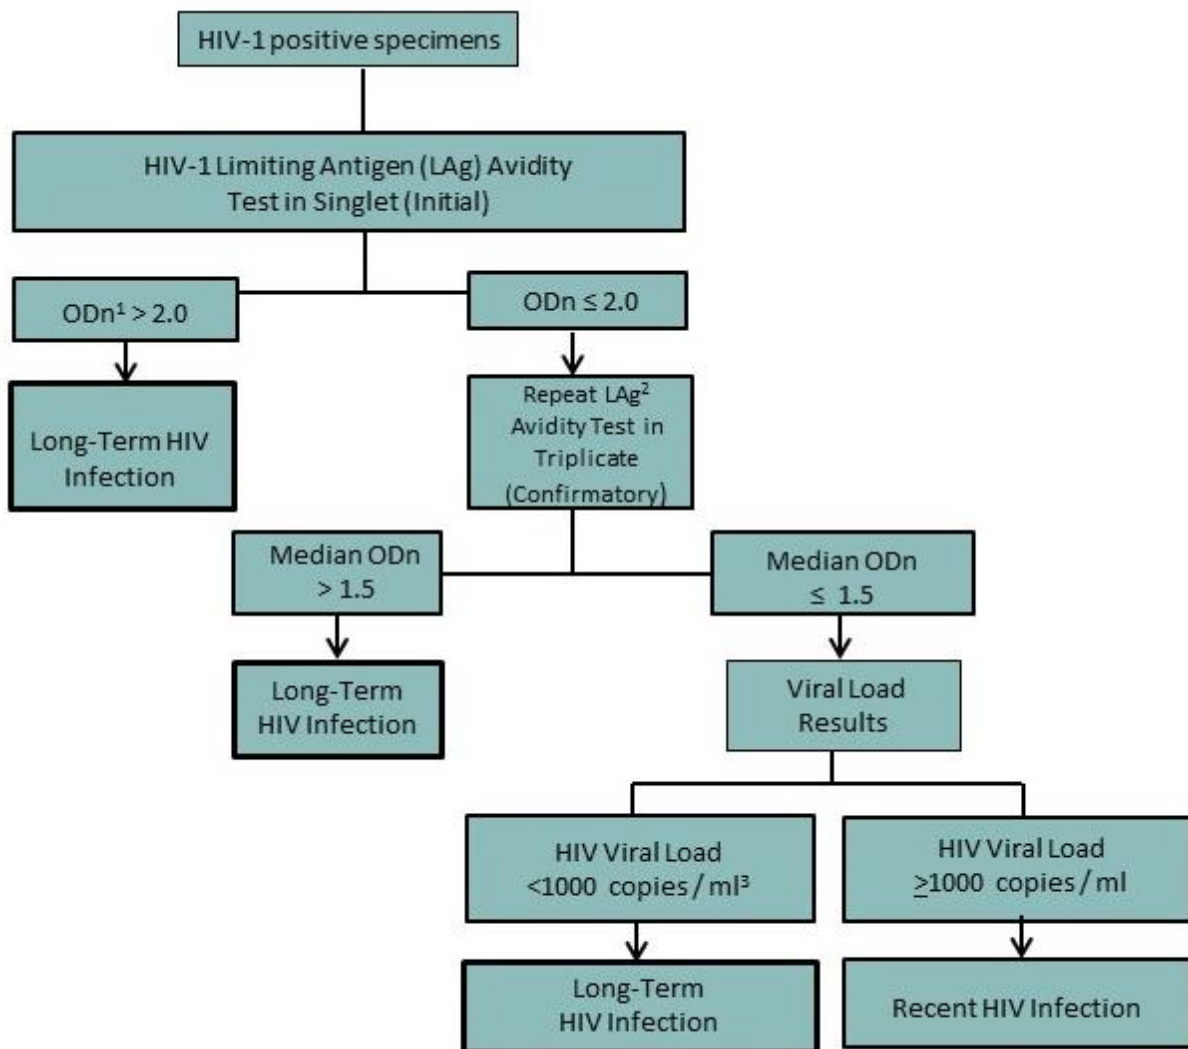 HIV-1 positive specimens
HIV-1 Limiting Antigen (LAg) Avidity
Test in Singlet (Initial)
ODn¹ > 2.0
ODn ≤ 2.0
Long-Term HIV
Infection
Repeat LAg²
Avidity Test in
Triplicate
(Confirmatory)
Median ODn
> 1.5
Median ODn
≤ 1.5
Long-Term
HIV Infection
Viral Load
Results
HIV Viral Load
<1000 copies / ml³
HIV Viral Load
≥1000 copies / ml
Long-Term
HIV Infection
Recent HIV Infection